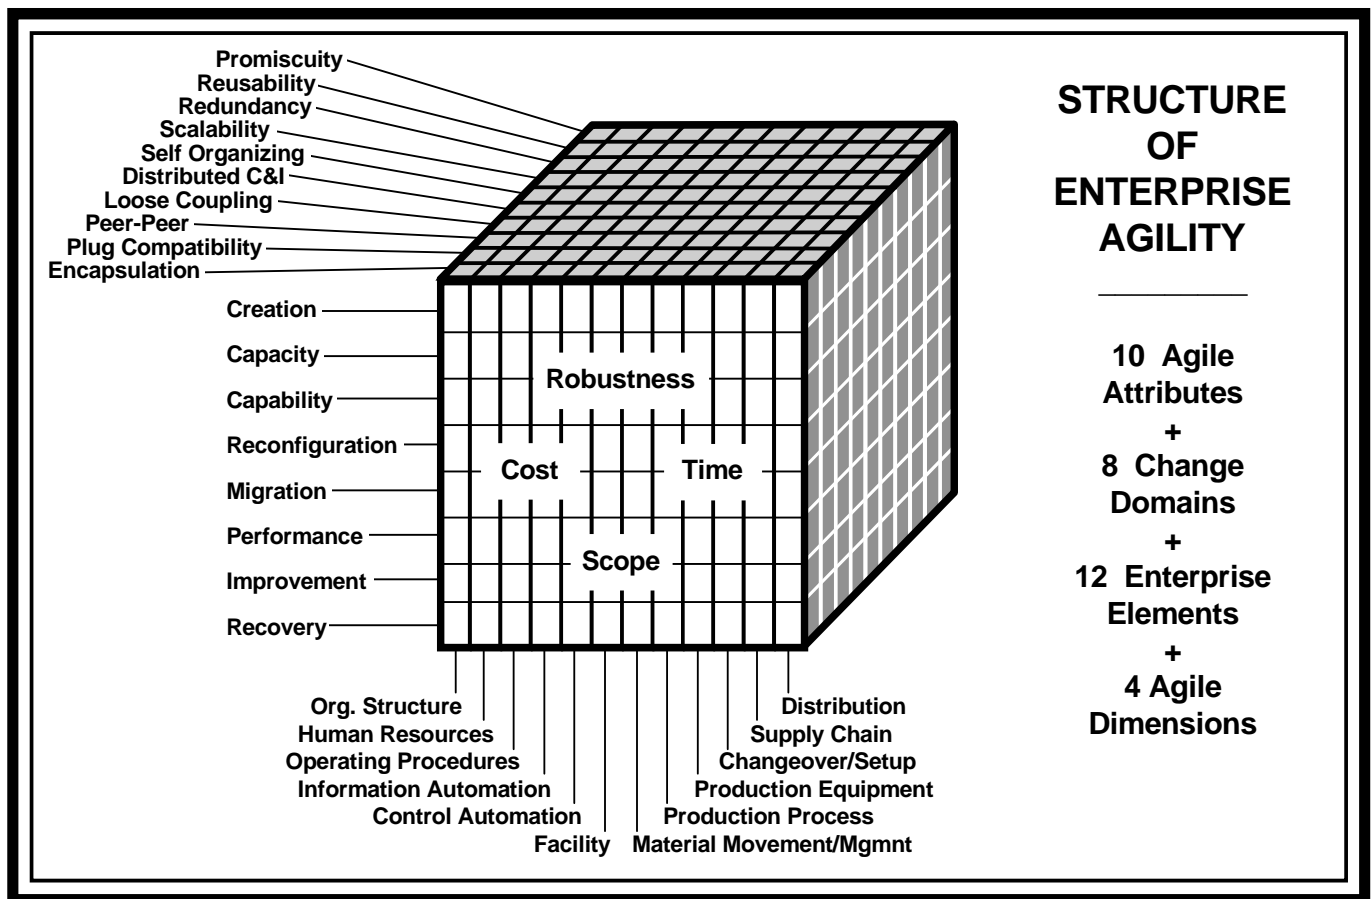 Promiscuity
Reusability
Redundancy
Scalability
Self Organizing
Distributed C&I
Loose Coupling
Peer-Peer
Plug Compatibility
Encapsulation
Creation
Capacity
Capability
Reconfiguration
Migration
Performance
Improvement
Recovery
Robustness
Cost
Time
Scope
Org. Structure
Human Resources
Operating Procedures
Information Automation
Control Automation
Facility
Distribution
Supply Chain
Changeover/Setup
Production Equipment
Production Process
Material Movement/Mgmnt
STRUCTURE
OF
ENTERPRISE
AGILITY
10 Agile
Attributes
+
8 Change
Domains
+
12 Enterprise
Elements
+
4 Agile
Dimensions